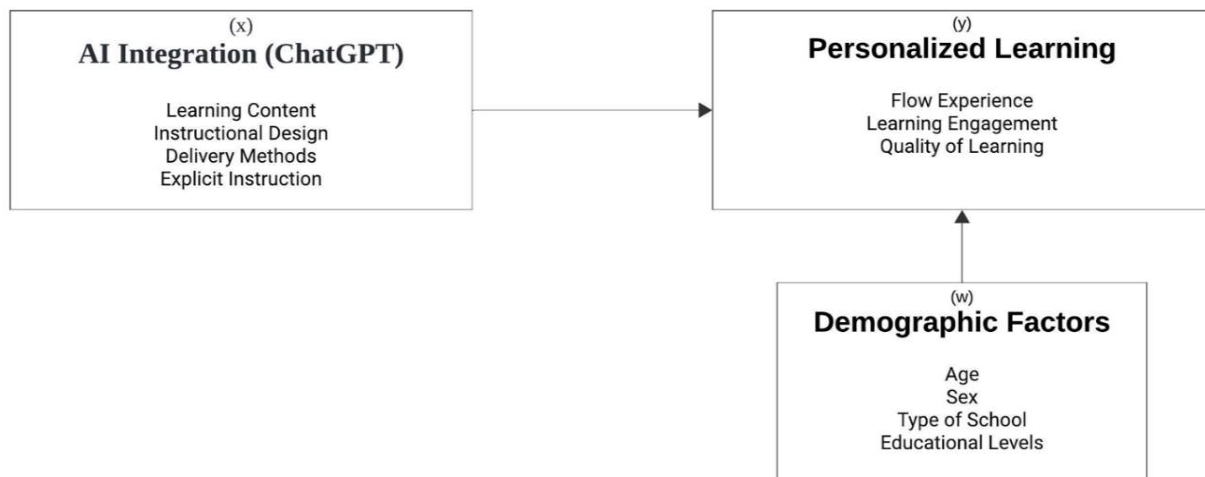 (x)
AI Integration (ChatGPT)
Learning Content
Instructional Design
Delivery Methods
Explicit Instruction
(y)
Personalized Learning
Flow Experience
Learning Engagement
Quality of Learning
(w)
Demographic Factors
Age
Sex
Type of School
Educational Levels